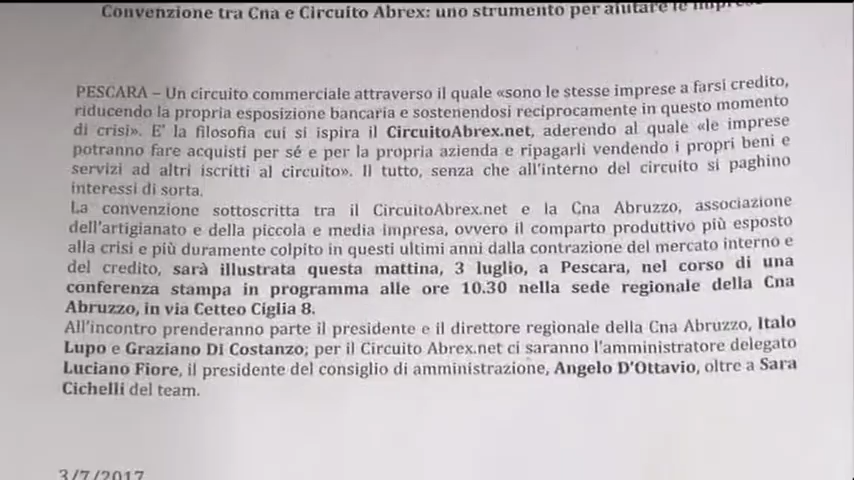 Convenzione tra Cna e Circuito Abrex: uno strumento per aiutare le imprese
PESCARA – Un circuito commerciale attraverso il quale «sono le stesse imprese a farsi credito,
riducendo la propria esposizione bancaria e sostenendosi reciprocamente in questo momento
di crisi». E' la filosofia cui si ispira il CircuitoAbrex.net, aderendo al quale «le imprese
potranno fare acquisti per sé e per la propria azienda e ripagarli vendendo i propri beni e
servizi ad altri iscritti al circuito». Il tutto, senza che all'interno del circuito si paghino
interessi di sorta.
La convenzione sottoscritta tra il CircuitoAbrex.net e la Cna Abruzzo, associazione
dell'artigianato e della piccola e media impresa, ovvero il comparto produttivo più esposto
alla crisi e più duramente colpito in questi ultimi anni dalla contrazione del mercato interno e
del credito, sarà illustrata questa mattina, 3 luglio, a Pescara, nel corso di una
conferenza stampa in programma alle ore 10.30 nella sede regionale della Cna
Abruzzo, in via Cetteo Ciglia 8.
All'incontro prenderanno parte il presidente e il direttore regionale della Cna Abruzzo, Italo
Lupo e Graziano Di Costanzo; per il Circuito Abrex.net ci saranno l'amministratore delegato
Luciano Fiore, il presidente del consiglio di amministrazione, Angelo D'Ottavio, oltre a Sara
Cichelli del team.
3/7/2017